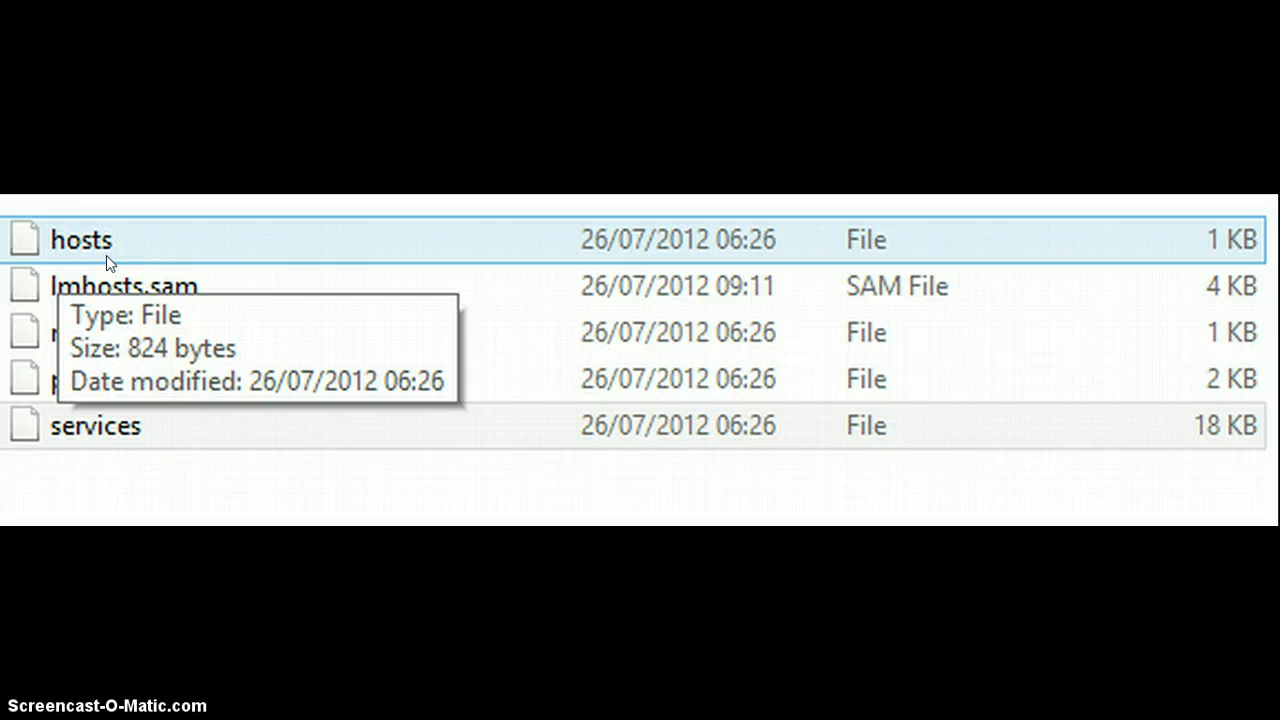 hosts 26/07/2012 06:26 File 1 KB
lmhosts.sam 26/07/2012 09:11 SAM File 4 KB
Type: File
26/07/2012 06:26 File 1 KB
Size: 824 bytes
26/07/2012 06:26 File 2 KB
Date modified: 26/07/2012 06:26
services 26/07/2012 06:26 File 18 KB
Screencast-O-Matic.com